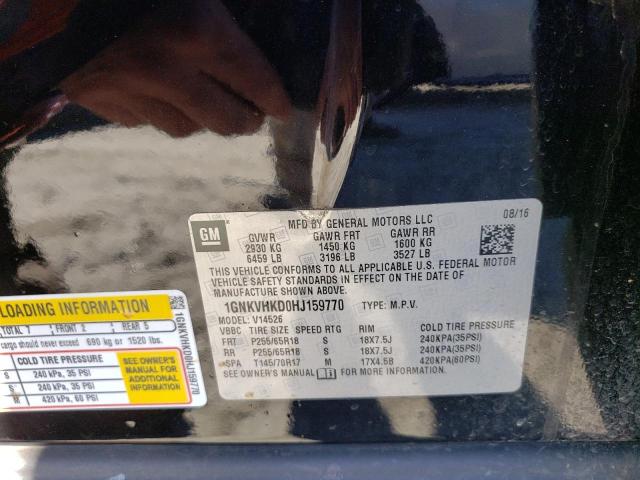 GM
MFD BY GENERAL MOTORS LLC
08/16
GVWR GAWR FRT GAWR RR
2930 KG 1450 KG 1600 KG
6459 LB 3196 LB 3527 LB
THIS VEHICLE CONFORMS TO ALL APPLICABLE U.S. FEDERAL MOTOR
VEHICLE SAFETY STANDARDS IN EFFECT ON THE DATE OF
MANUFACTURE SHOWN ABOVE.
1GNKVHKD0HJ159770 TYPE: M.P.V.
MODEL: V14526
VBBC TIRE SIZE SPEED RTG RIM COLD TIRE PRESSURE
FRT P255/65R18 S 18X7.5J 240KPA(35PSI)
RR P255/65R18 S 18X7.5J 240KPA(35PSI)
SPA T145/70R17 M 17X4.5B 420KPA(60PSI)
SEE OWNER'S MANUAL FOR MORE INFORMATION
LOADING INFORMATION
TOTAL 7 FRONT 2 REAR 5
cargo should never exceed 690 kg or 1520 lbs.
COLD TIRE PRESSURE
S 240 kPa, 35 PSI
S 240 kPa, 35 PSI
M 420 kPa, 60 PSI
SEE OWNER'S
MANUAL FOR
ADDITIONAL
INFORMATION
1GNKVHKD0HJ159770